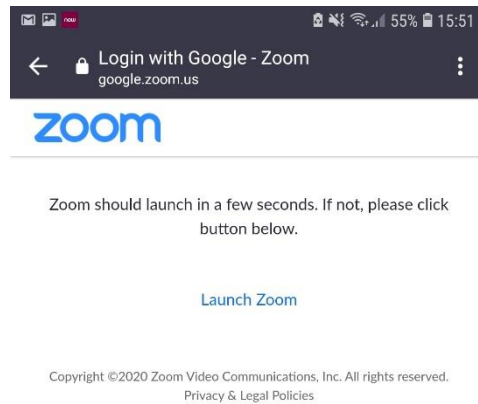 now 55% 15:51
Login with Google - Zoom
google.zoom.us
zoom
Zoom should launch in a few seconds. If not, please click
button below.
Launch Zoom
Copyright ©2020 Zoom Video Communications, Inc. All rights reserved.
Privacy & Legal Policies